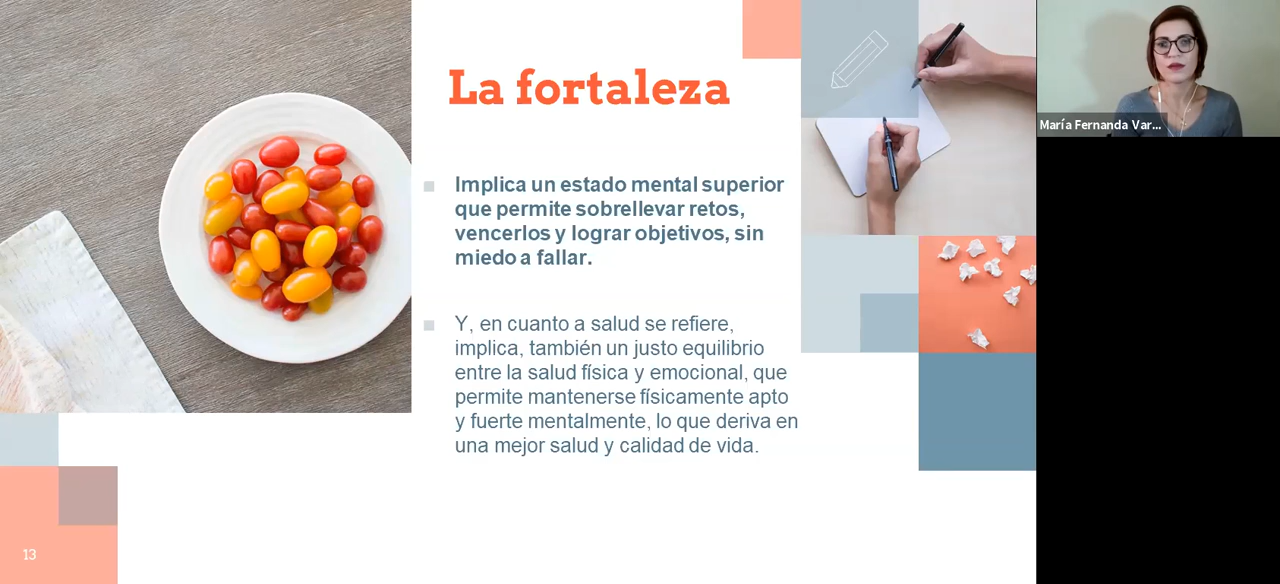 La fortaleza
Implica un estado mental superior
que permite sobrellevar retos,
vencerlos y lograr objetivos, sin
miedo a fallar.
Y, en cuanto a salud se refiere,
implica, también un justo equilibrio
entre la salud física y emocional, que
permite mantenerse físicamente apto
y fuerte mentalmente, lo que deriva en
una mejor salud y calidad de vida.
María Fernanda Var...
13